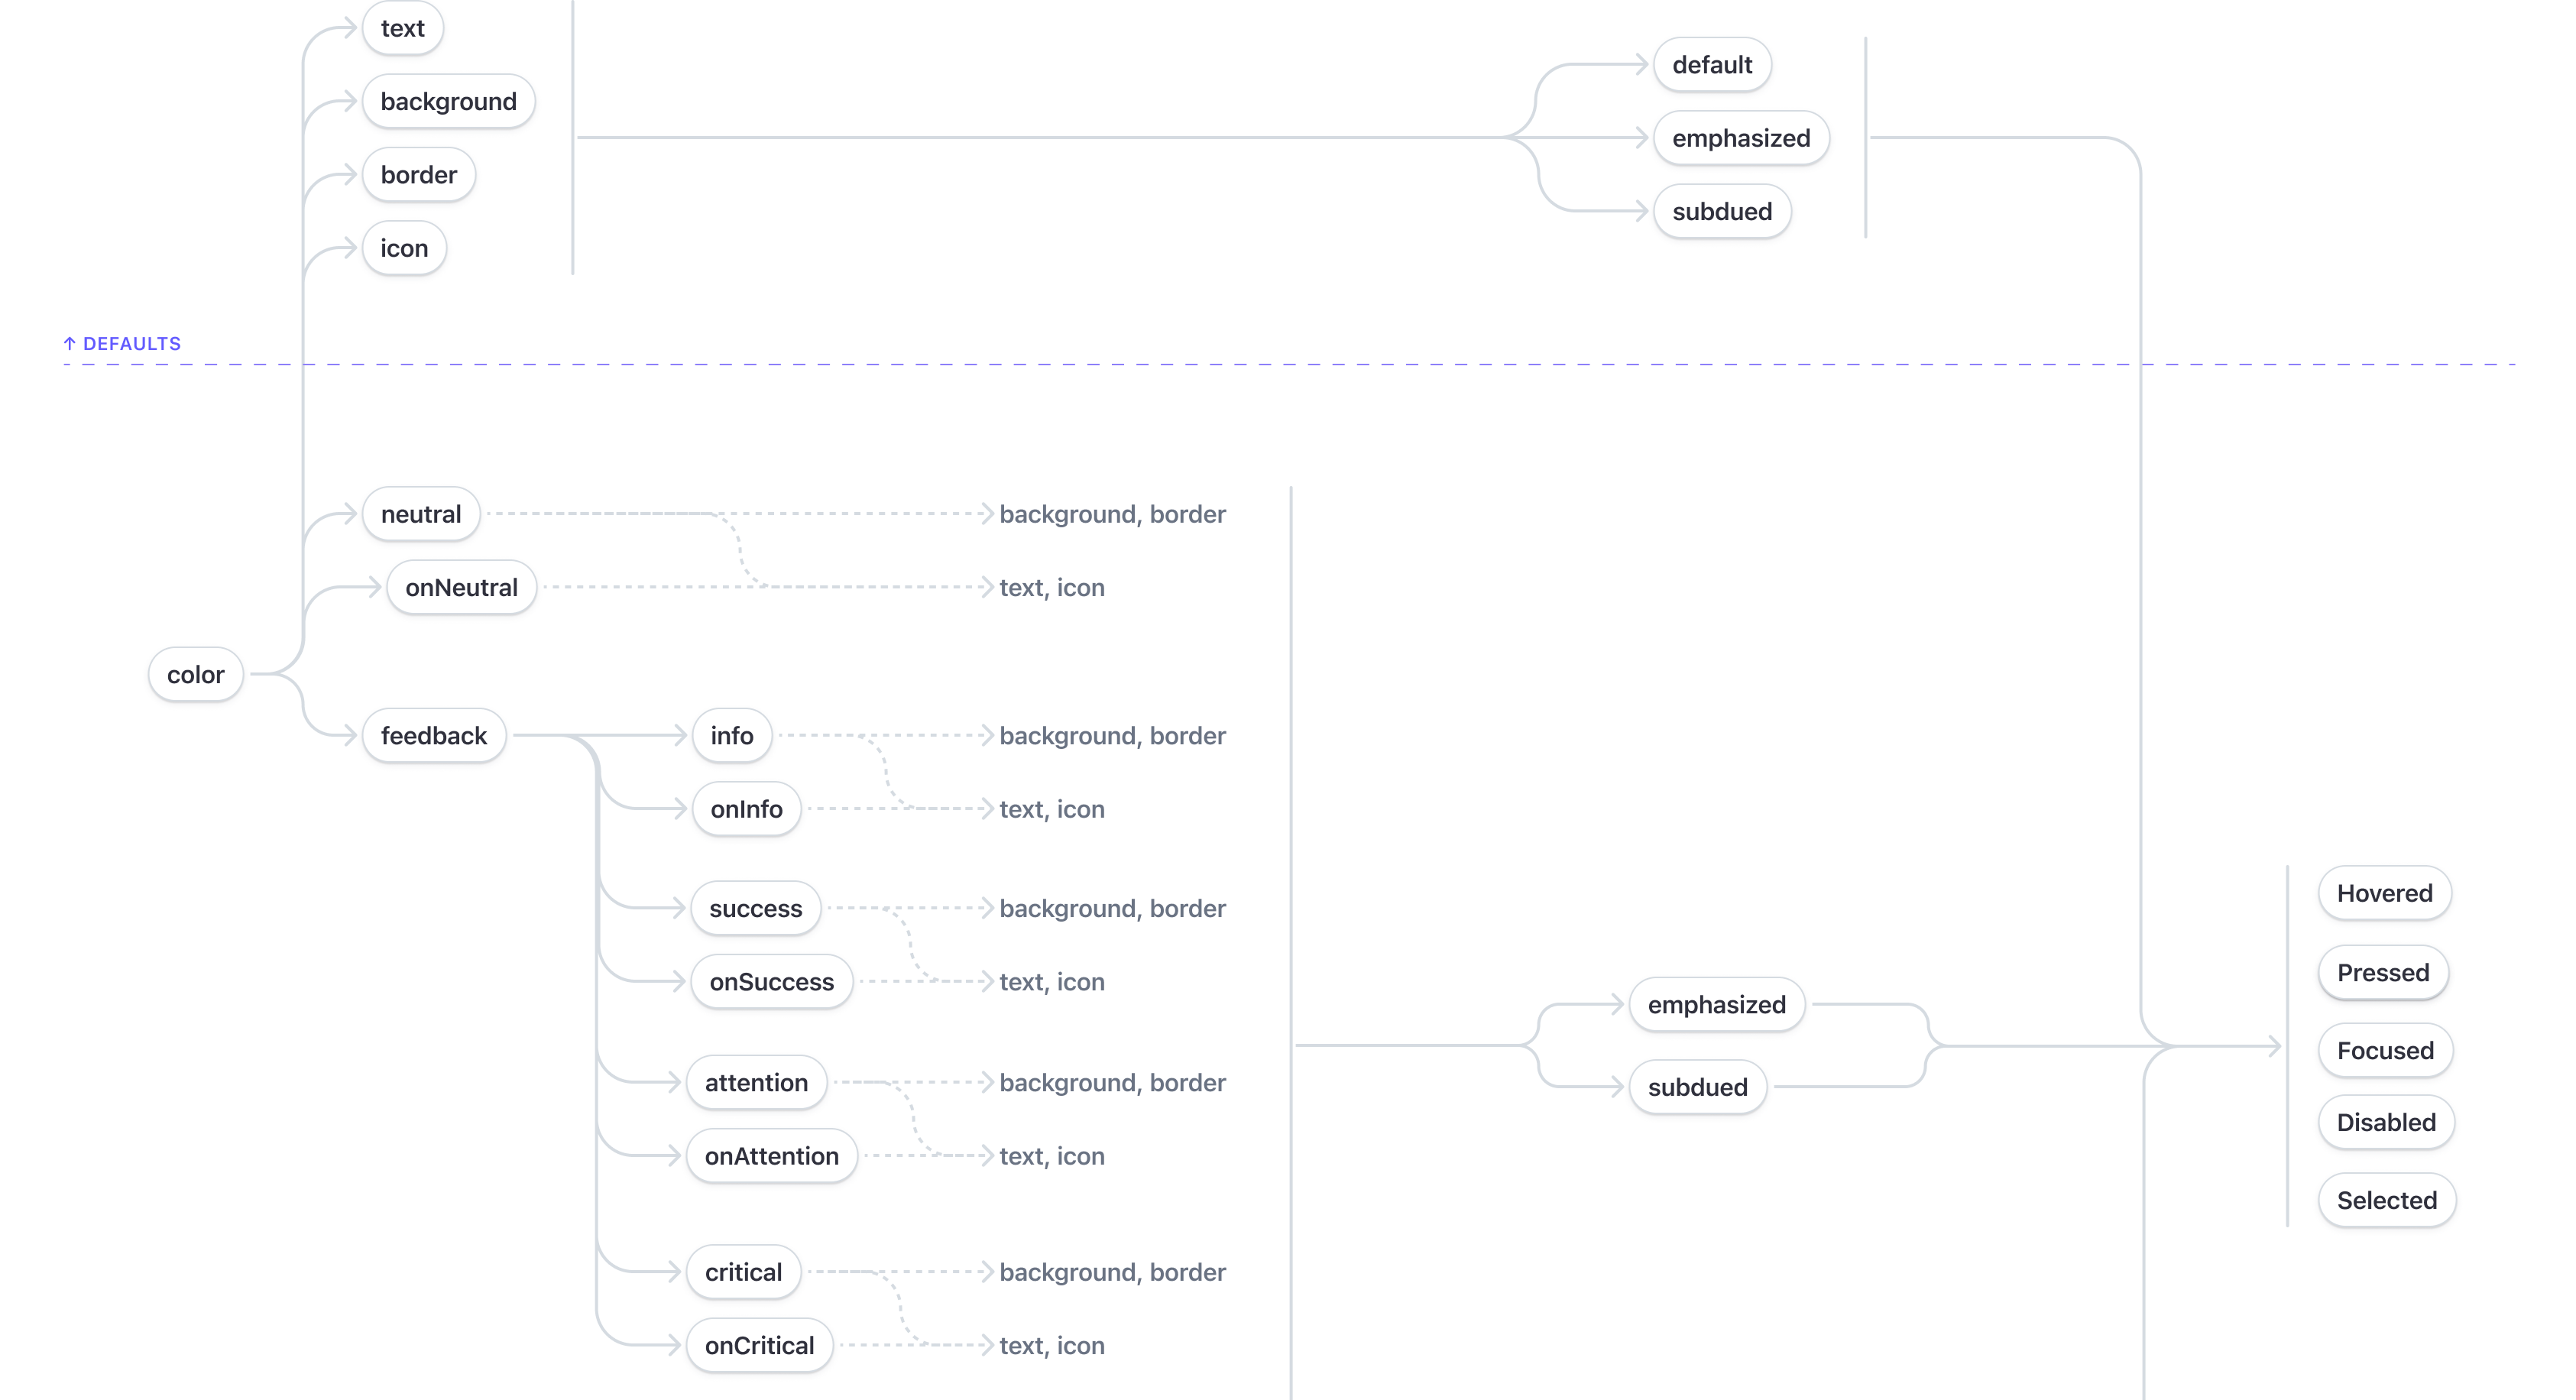 text
background
border
icon
default
emphasized
subdued
↑ DEFAULTS
neutral
background, border
onNeutral
text, icon
color
feedback
info
background, border
onInfo
text, icon
success
background, border
onSuccess
text, icon
attention
background, border
onAttention
text, icon
critical
background, border
onCritical
text, icon
emphasized
subdued
Hovered
Pressed
Focused
Disabled
Selected